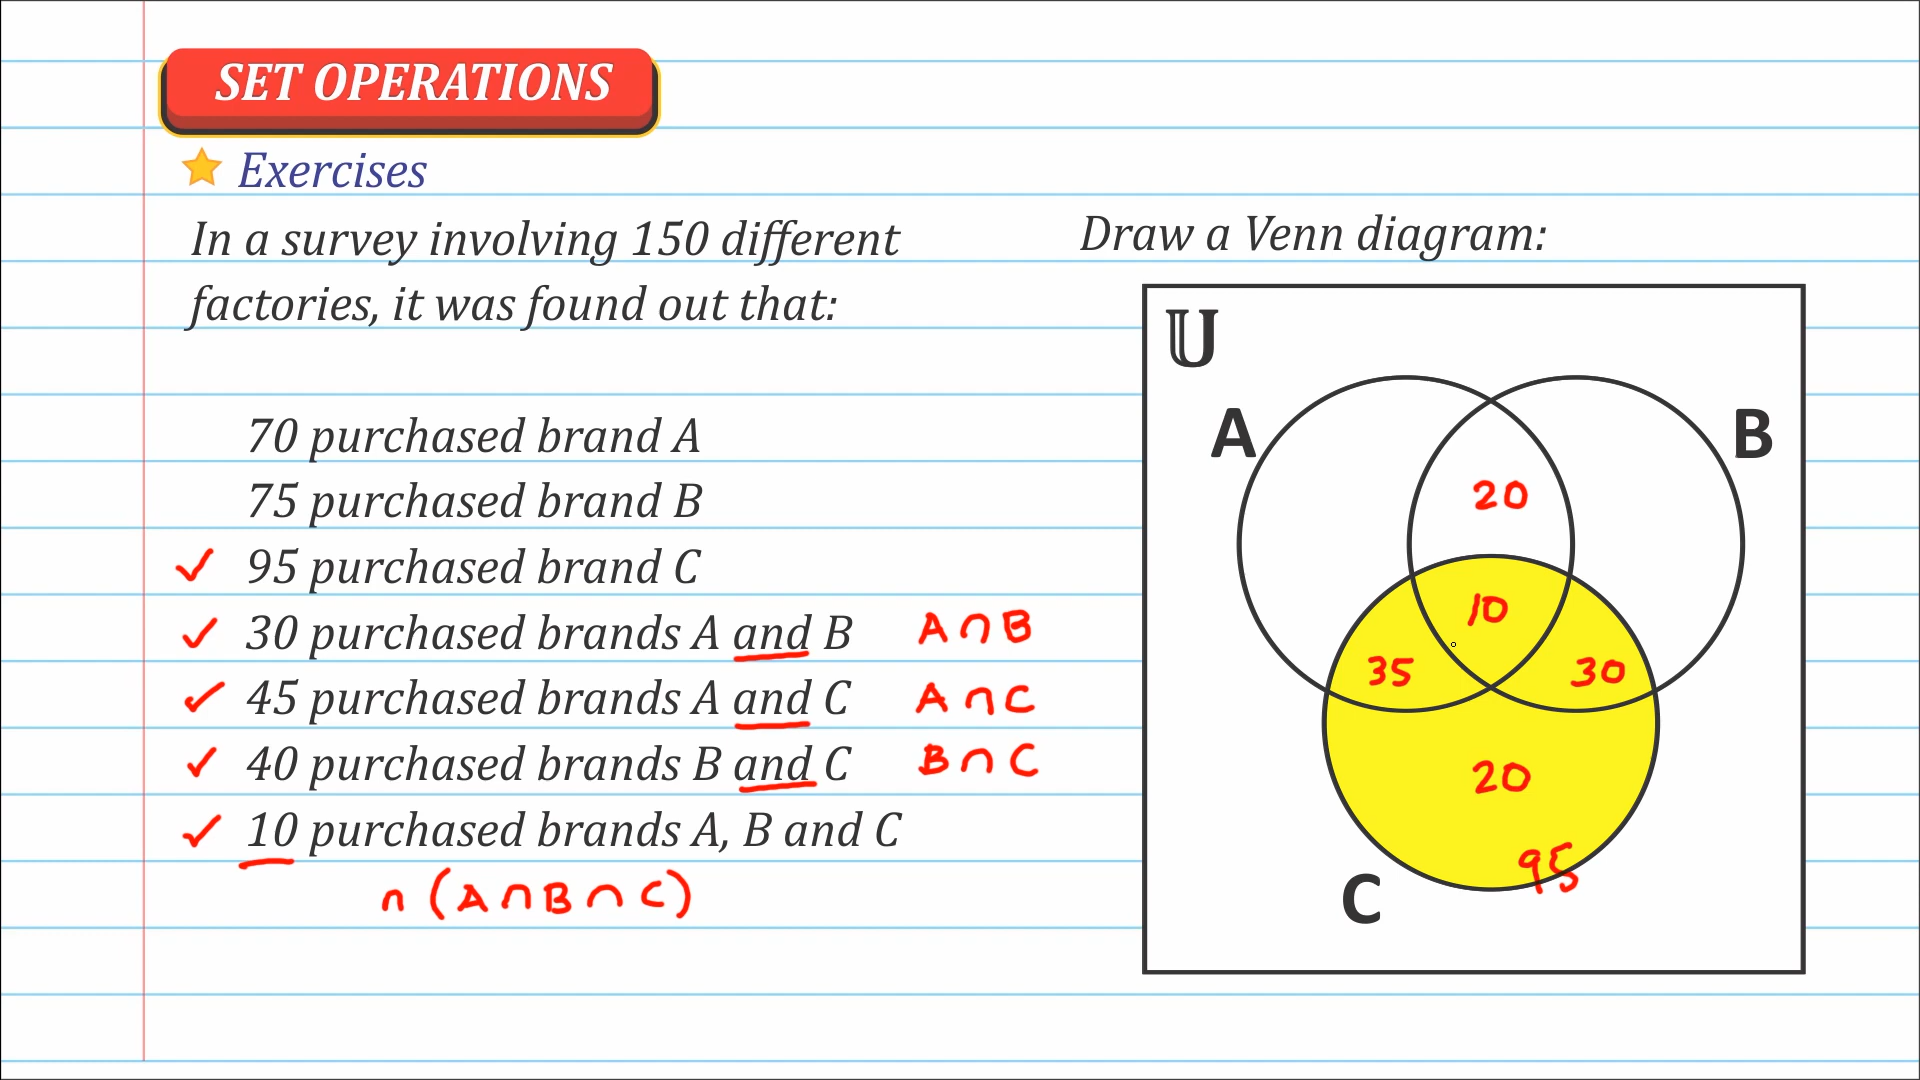 SET OPERATIONS
Exercises
In a survey involving 150 different
factories, it was found out that:
70 purchased brand A
75 purchased brand B
95 purchased brand C
30 purchased brands A and B A∩B
45 purchased brands A and C A∩C
40 purchased brands B and C B∩C
10 purchased brands A, B and C
n (A∩B∩C)
Draw a Venn diagram:
𝕌
A
B
20
10
35
30
20
95
C